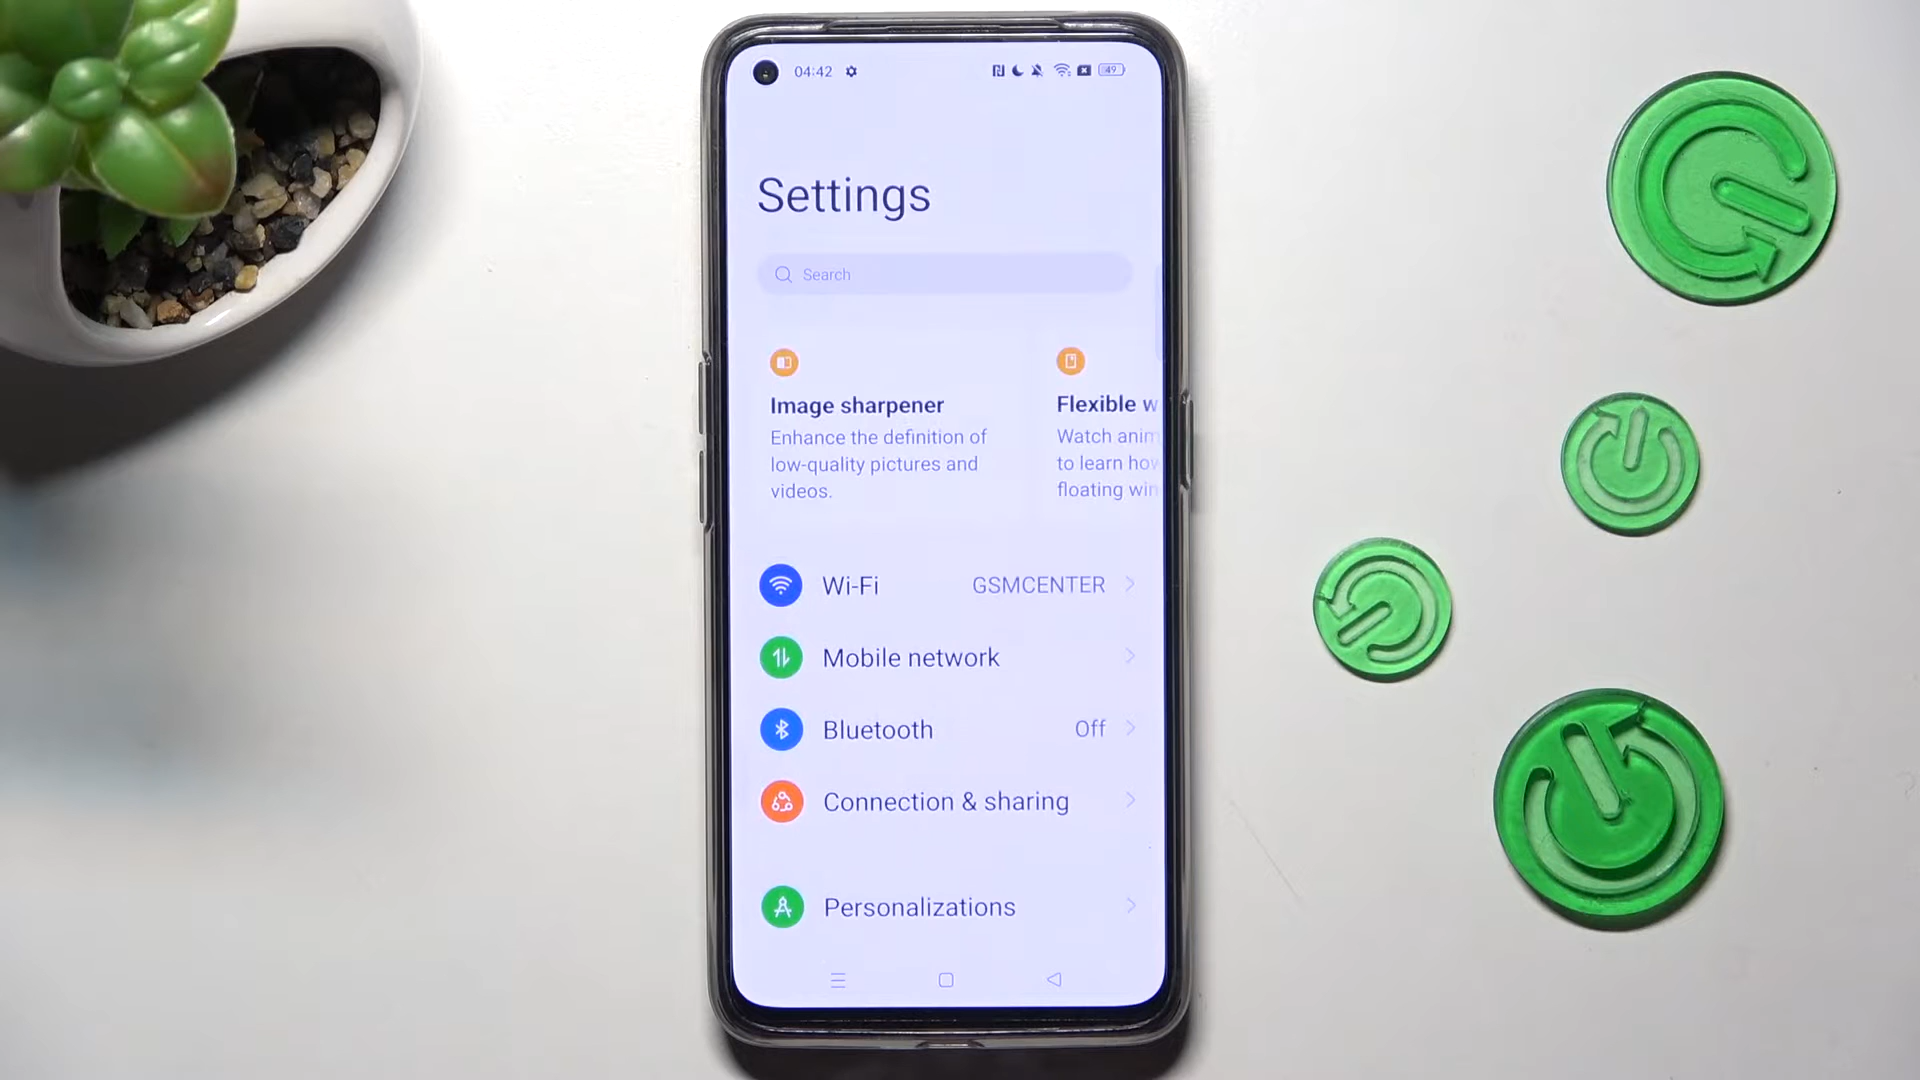 04:42
49
Settings
Search
Image sharpener
Enhance the definition of
low-quality pictures and
videos.
Flexible w
Watch anim
to learn how
floating win
Wi-Fi GSMCENTER
Mobile network
Bluetooth Off
Connection & sharing
Personalizations